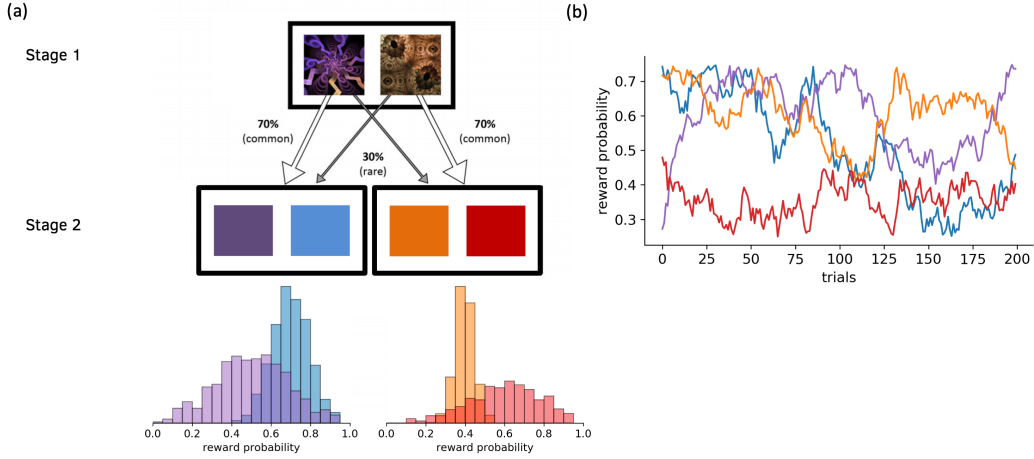 (a)
Stage 1
70%
(common)
70%
(common)
30%
(rare)
Stage 2
0.0 0.2 0.4 0.6 0.8 1.0
reward probability
0.0 0.2 0.4 0.6 0.8 1.0
reward probability
(b)
reward probability
0.7
0.6
0.5
0.4
0.3
0 25 50 75 100 125 150 175 200
trials